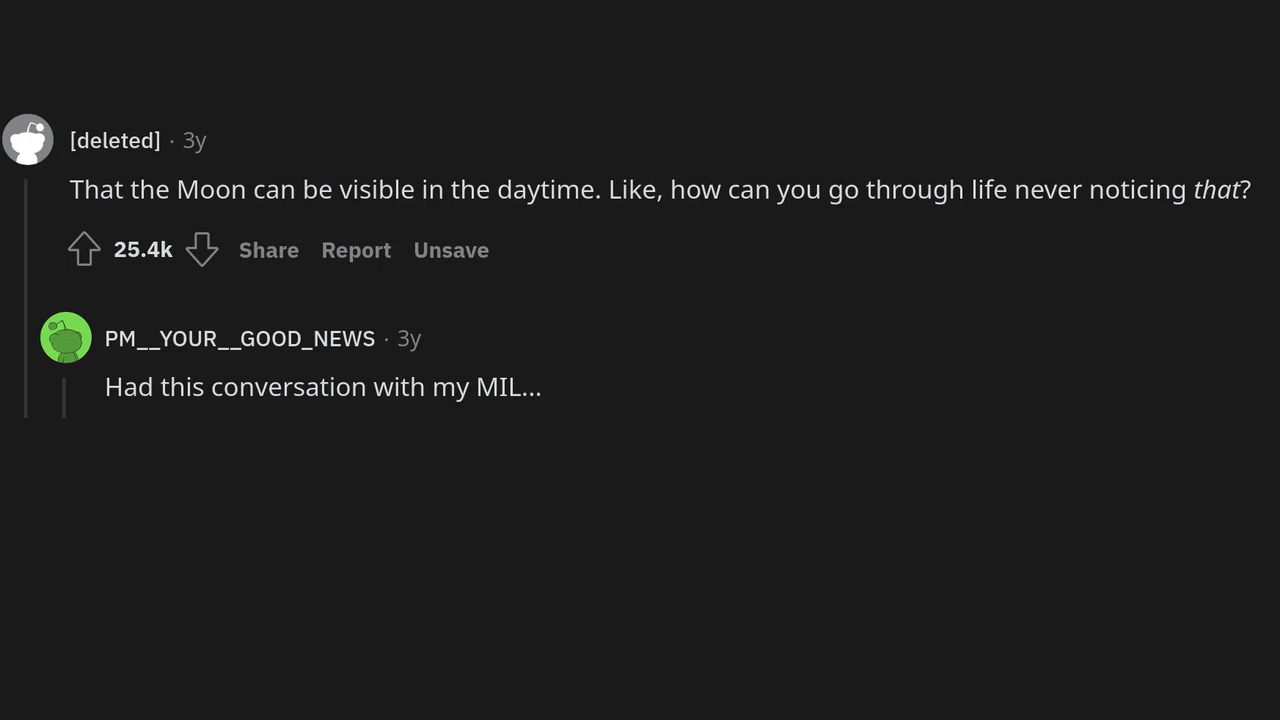 [deleted] · 3y
That the Moon can be visible in the daytime. Like, how can you go through life never noticing that?
25.4k Share Report Unsave
PM__YOUR__GOOD_NEWS · 3y
Had this conversation with my MIL...